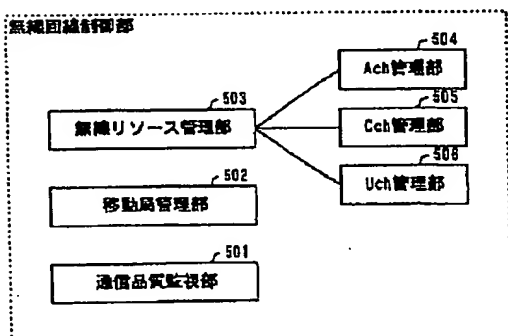 無線回線制御部
504
Ach管理部
503
505
無線リソース管理部
Cch管理部
506
502
Uch管理部
移動局管理部
501
通信品質監視部